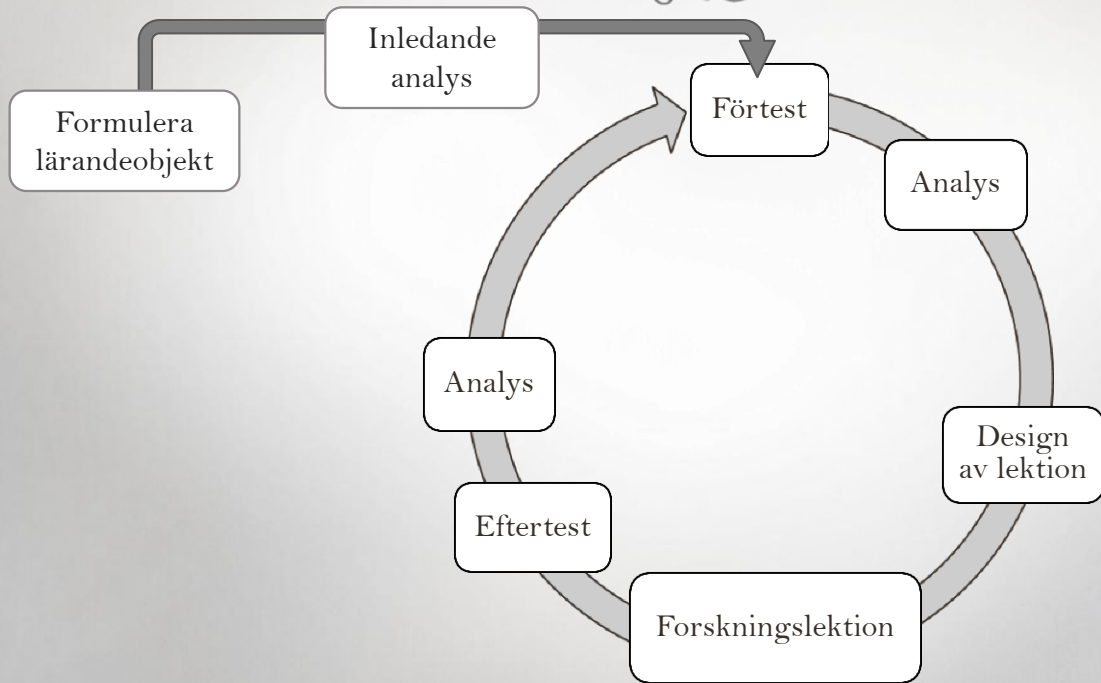 Inledande
analys
Formulera
lärandeobjekt
Förtest
Analys
Design
av lektion
Forskningslektion
Eftertest
Analys